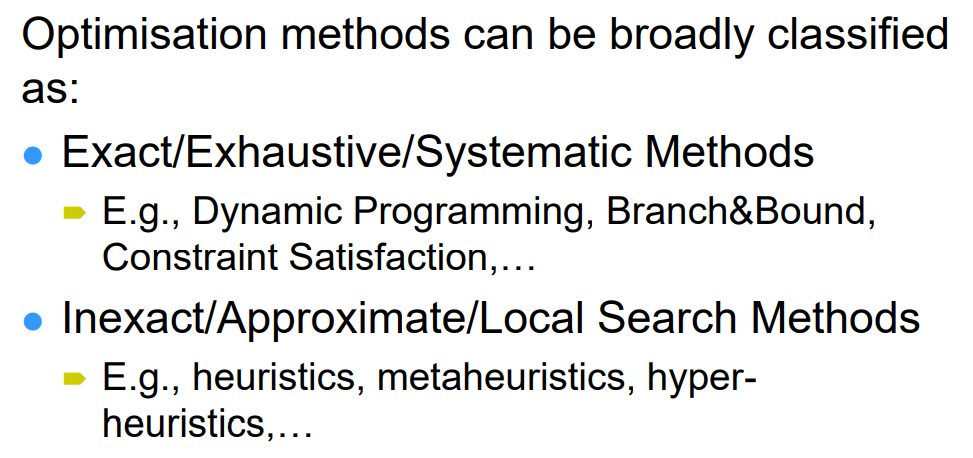 Optimisation methods can be broadly classified
as:
Exact/Exhaustive/Systematic Methods
E.g., Dynamic Programming, Branch&Bound,
Constraint Satisfaction,…
Inexact/Approximate/Local Search Methods
E.g., heuristics, metaheuristics, hyper-
heuristics,…